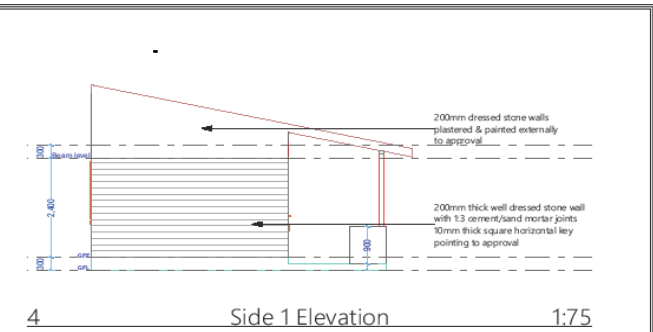 200mm dressed stone walls
plastered & painted externally
to approval
300
Beam level
2,400
200mm thick well dressed stone wall
with 1:3 cement/sand mortar joints
10mm thick square horizontal key
pointing to approval
900
300
4 Side 1 Elevation 1:75